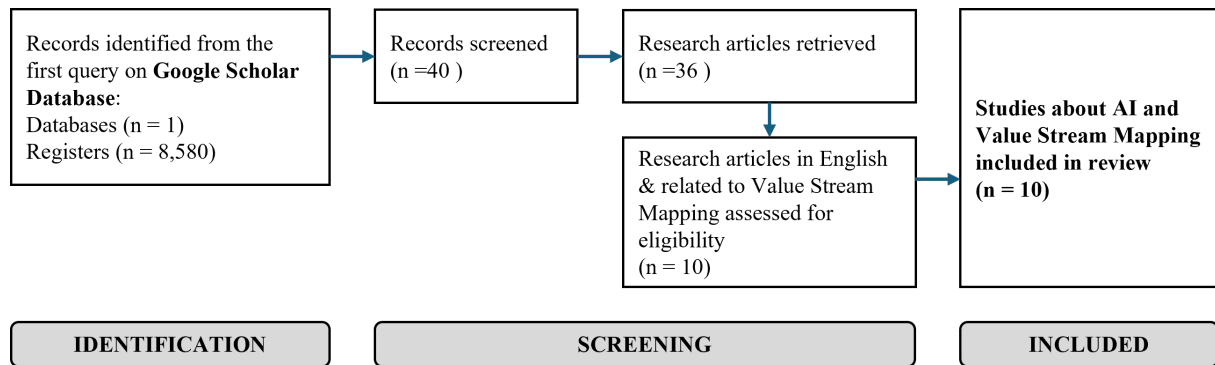 Records identified from the
first query on Google Scholar
Database:
Databases (n = 1)
Registers (n = 8,580)
Records screened
(n =40 )
Research articles retrieved
(n =36 )
Research articles in English
& related to Value Stream
Mapping assessed for
eligibility
(n = 10)
Studies about AI and
Value Stream Mapping
included in review
(n = 10)
IDENTIFICATION
SCREENING
INCLUDED